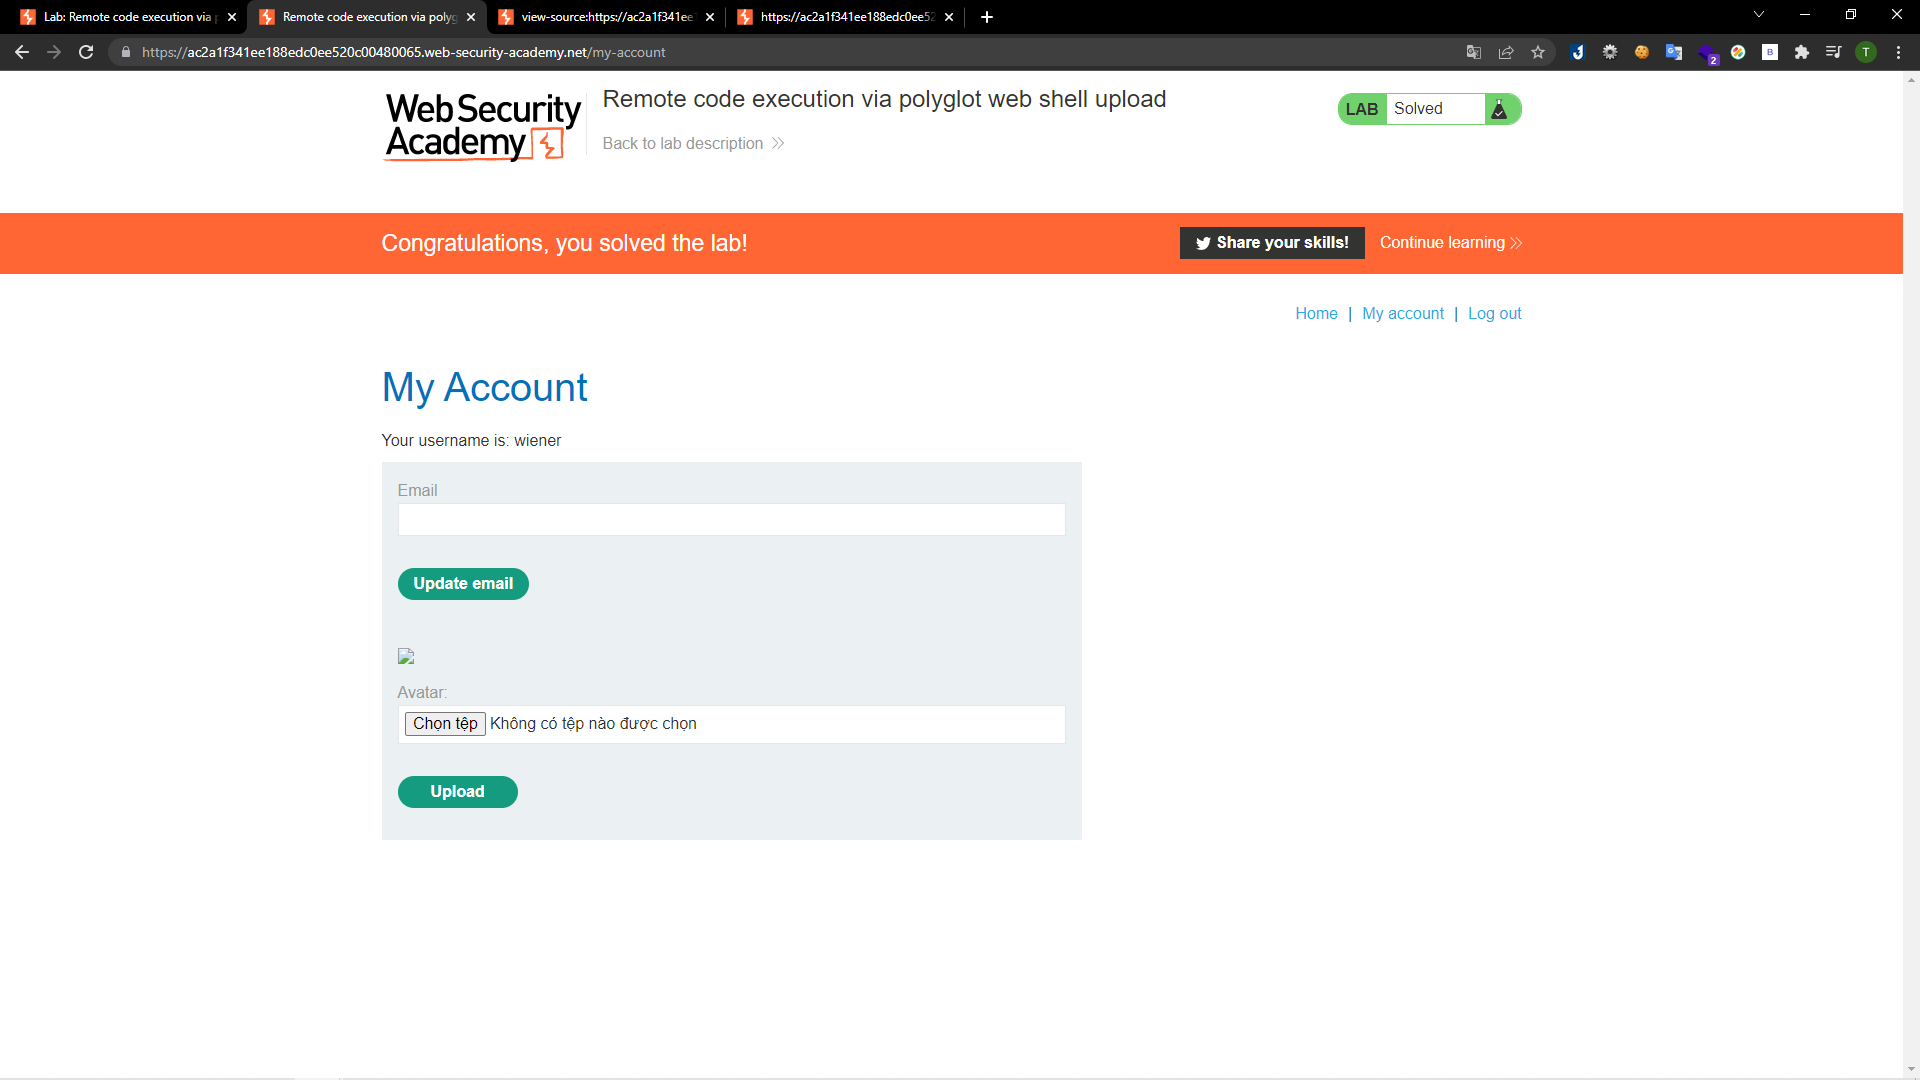 Lab: Remote code execution via p
Remote code execution via polyg
view-source:https://ac2a1f341ee1
https://ac2a1f341ee188edc0ee52
https://ac2a1f341ee188edc0ee520c00480065.web-security-academy.net/my-account
2
B
T
Web Security
Academy
Remote code execution via polyglot web shell upload
Back to lab description
LAB Solved
Congratulations, you solved the lab!
Share your skills!
Continue learning
Home | My account | Log out
My Account
Your username is: wiener
Email
Update email
Avatar:
Chọn tệp Không có tệp nào được chọn
Upload